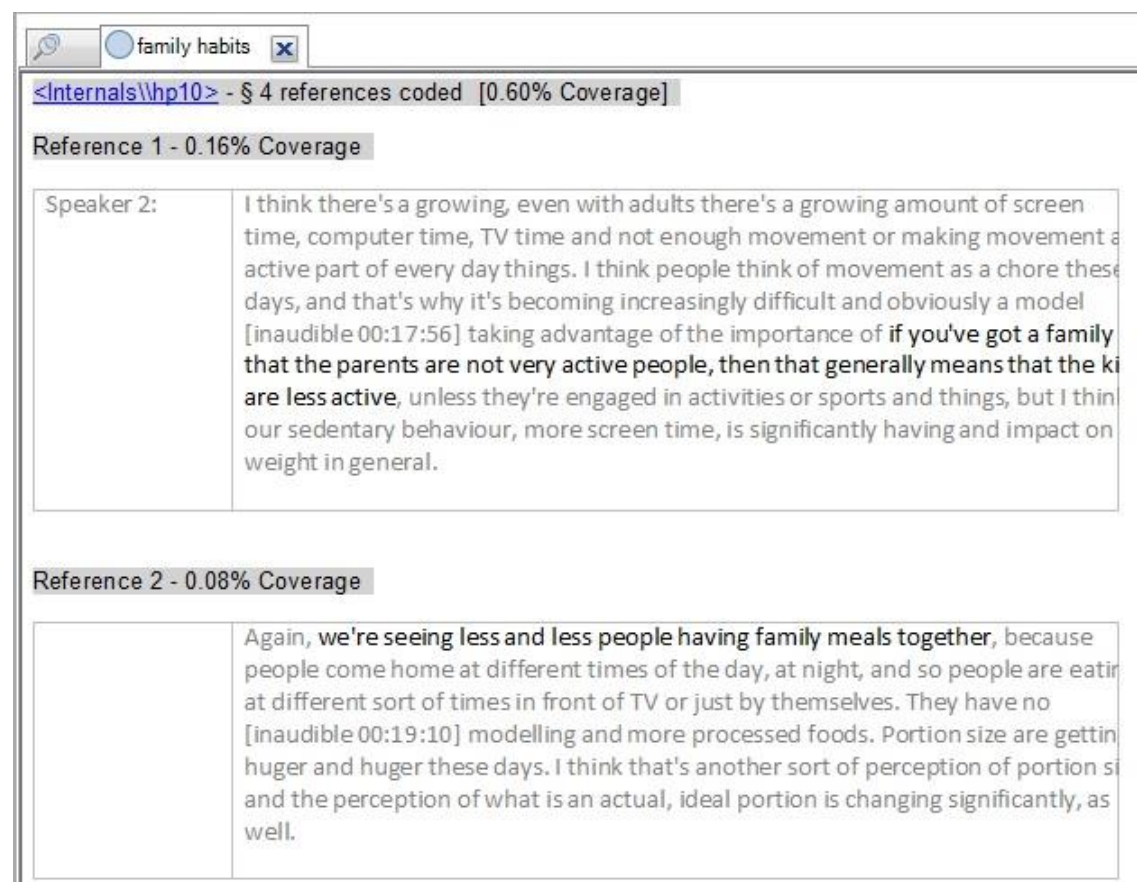 family habits
<Internals\\hp10> - § 4 references coded [0.60% Coverage]
Reference 1 - 0.16% Coverage
Speaker 2:
I think there's a growing, even with adults there's a growing amount of screen
time, computer time, TV time and not enough movement or making movement a
active part of every day things. I think people think of movement as a chore these
days, and that's why it's becoming increasingly difficult and obviously a model
[inaudible 00:17:56] taking advantage of the importance of if you've got a family
that the parents are not very active people, then that generally means that the ki
are less active, unless they're engaged in activities or sports and things, but I thin
our sedentary behaviour, more screen time, is significantly having and impact on
weight in general.
Reference 2 - 0.08% Coverage
Again, we're seeing less and less people having family meals together, because
people come home at different times of the day, at night, and so people are eatin
at different sort of times in front of TV or just by themselves. They have no
[inaudible 00:19:10] modelling and more processed foods. Portion size are gettin
huger and huger these days. I think that's another sort of perception of portion si
and the perception of what is an actual, ideal portion is changing significantly, as
well.